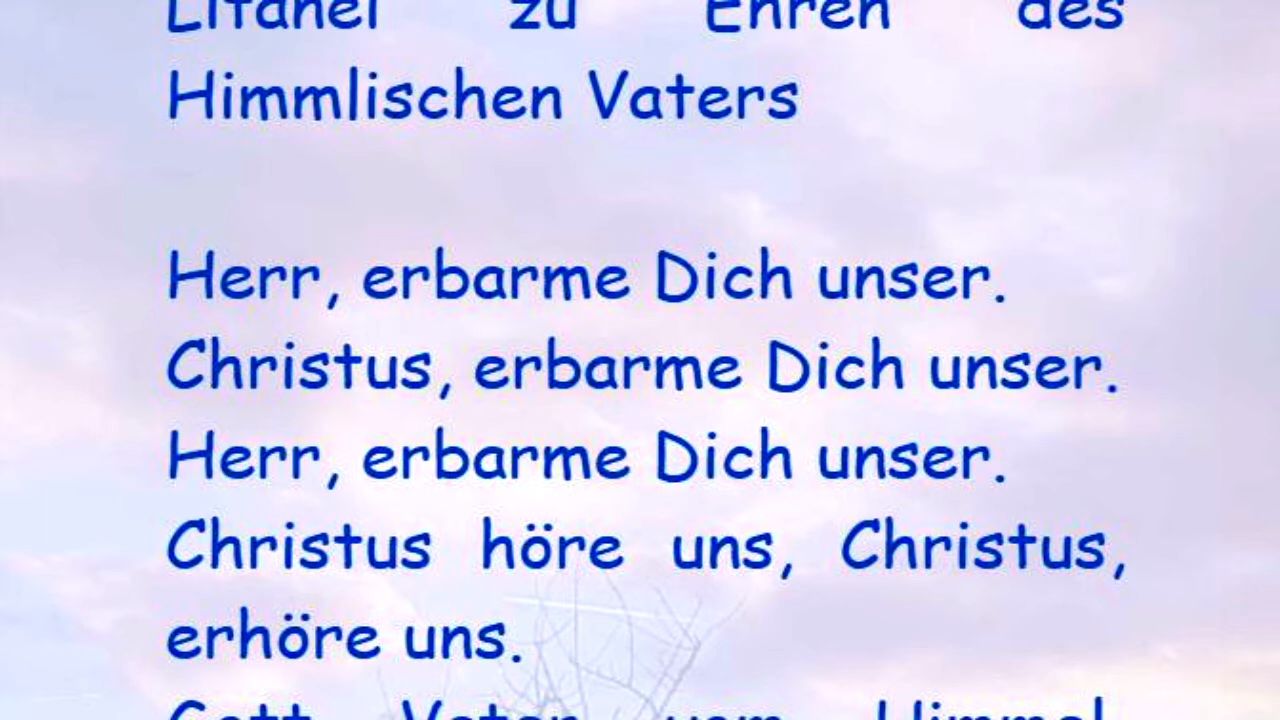 Litanei zu Ehren des
Himmlischen Vaters
Herr, erbarme Dich unser.
Christus, erbarme Dich unser.
Herr, erbarme Dich unser.
Christus höre uns, Christus,
erhöre uns.
Gott Vater vom Himmel